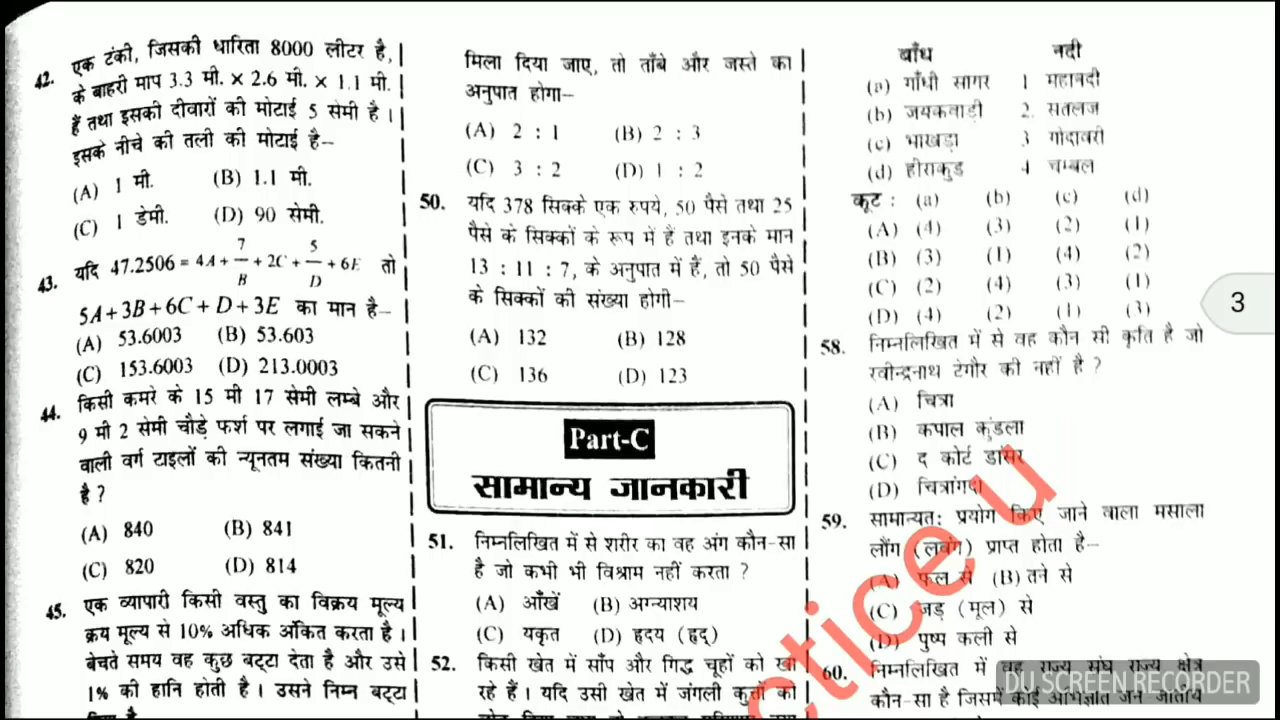 42. एक टंकी, जिसकी धारिता 8000 लीटर है,
के बाहरी माप 3.3 मी. × 2.6 मी. × 1.1 मी.
हैं तथा इसकी दीवारों की मोटाई 5 सेमी है।
इसके नीचे की तली की मोटाई है–
(A) 1 मी. (B) 1.1 मी.
(C) 1 डेमी. (D) 90 सेमी.
43. यदि 47.2506 = 4A + 7/B + 2C + 5/D + 6E तो
5A + 3B + 6C + D + 3E का मान है–
(A) 53.6003 (B) 53.603
(C) 153.6003 (D) 213.0003
44. किसी कमरे के 15 मी 17 सेमी लम्बे और
9 मी 2 सेमी चौड़े फर्श पर लगाई जा सकने
वाली वर्ग टाइलों की न्यूनतम संख्या कितनी
है ?
(A) 840 (B) 841
(C) 820 (D) 814
45. एक व्यापारी किसी वस्तु का विक्रय मूल्य
क्रय मूल्य से 10% अधिक अंकित करता है।
बेचते समय वह कुछ बट्टा देता है और उसे
1% की हानि होती है। उसने निम्न बट्टा
मिला दिया जाए, तो ताँबे और जस्ते का
अनुपात होगा–
(A) 2 : 1 (B) 2 : 3
(C) 3 : 2 (D) 1 : 2
50. यदि 378 सिक्के एक रुपये, 50 पैसे तथा 25
पैसे के सिक्कों के रूप में हैं तथा इनके मान
13 : 11 : 7, के अनुपात में हैं, तो 50 पैसे
के सिक्कों की संख्या होगी–
(A) 132 (B) 128
(C) 136 (D) 123
Part-C
सामान्य जानकारी
51. निम्नलिखित में से शरीर का वह अंग कौन-सा
है जो कभी भी विश्राम नहीं करता ?
(A) आँखें (B) अग्न्याशय
(C) यकृत (D) हृदय (हृद्)
52. किसी खेत में साँप और गिद्ध चूहों को खा
रहे हैं। यदि उसी खेत में जंगली कुत्तों को
बाँध नदी
(a) गाँधी सागर 1 महानदी
(b) जयकवाड़ी 2. सतलज
(c) भाखड़ा 3 गोदावरी
(d) हीराकुड 4 चम्बल
कूट : (a) (b) (c) (d)
(A) (4) (3) (2) (1)
(B) (3) (1) (4) (2)
(C) (2) (4) (3) (1)
(D) (4) (2) (1) (3)
58. निम्नलिखित में से वह कौन सी कृति है जो
रवीन्द्रनाथ टेगौर की नहीं है ?
(A) चित्रा
(B) कपाल कुंडला
(C) द कोर्ट डाँसर
(D) चित्रांगदा
59. सामान्यत: प्रयोग किए जाने वाला मसाला
लौंग (लवंग) प्राप्त होता है–
(A) फल से (B) तने से
(C) जड़ (मूल) से
(D) पुष्प कली से
60. निम्नलिखित में वह राज्य संघ राज्य क्षेत्र
कौन-सा है जिसमें कोई अभिज्ञात जन जातीय
3
otice u
DU SCREEN RECORDER